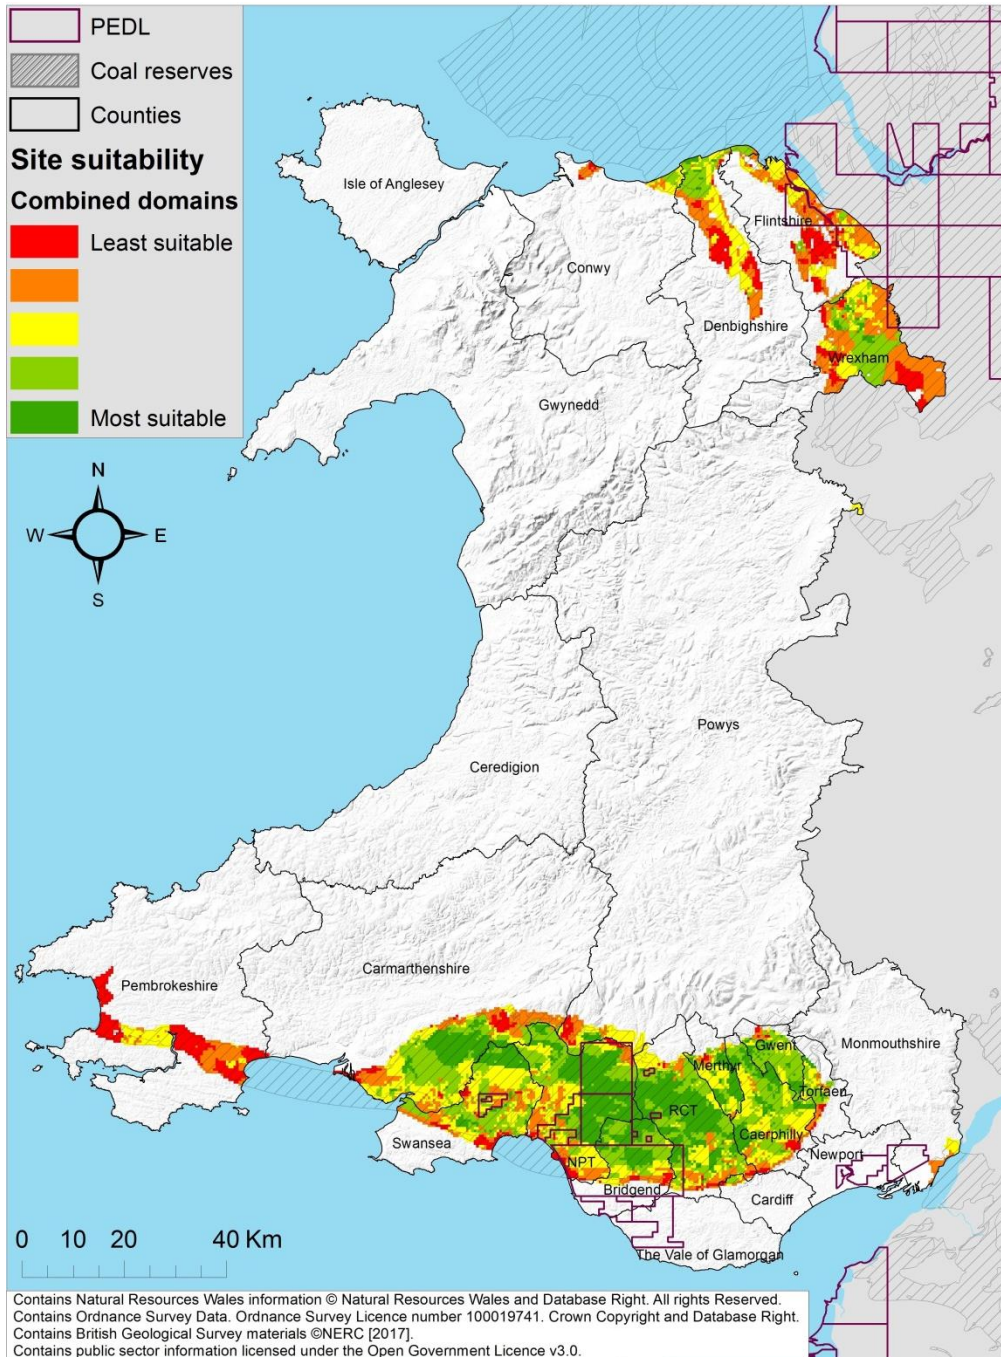 PEDL
Coal reserves
Counties
Site suitability
Combined domains
Least suitable
Most suitable
N
W
E
S
Isle of Anglesey
Conwy
Flintshire
Denbighshire
Wrexham
Gwynedd
Powys
Ceredigion
Carmarthenshire
Pembrokeshire
Monmouthshire
Gwent
Merthyr
Torfaen
RCT
Caerphilly
Swansea
Newport
NPT
Bridgend
Cardiff
The Vale of Glamorgan
0 10 20 40 Km
Contains Natural Resources Wales information © Natural Resources Wales and Database Right. All rights Reserved.
Contains Ordnance Survey Data. Ordnance Survey Licence number 100019741. Crown Copyright and Database Right.
Contains British Geological Survey materials ©NERC [2017].
Contains public sector information licensed under the Open Government Licence v3.0.